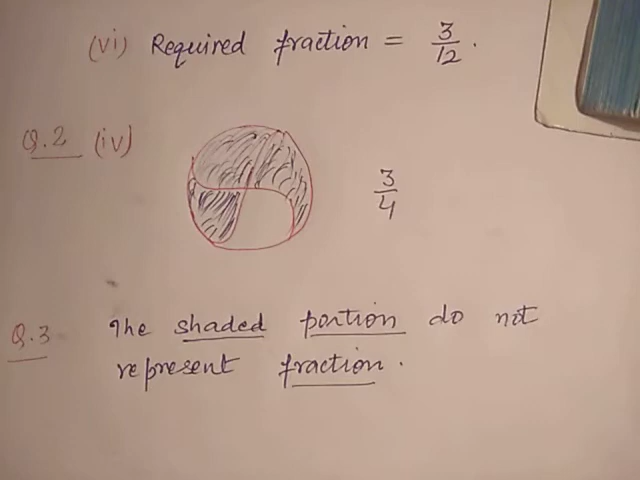 (vi) Required fraction = 3/12.
Q.2 (iv) 3/4
Q.3 The shaded portion do not
represent fraction.